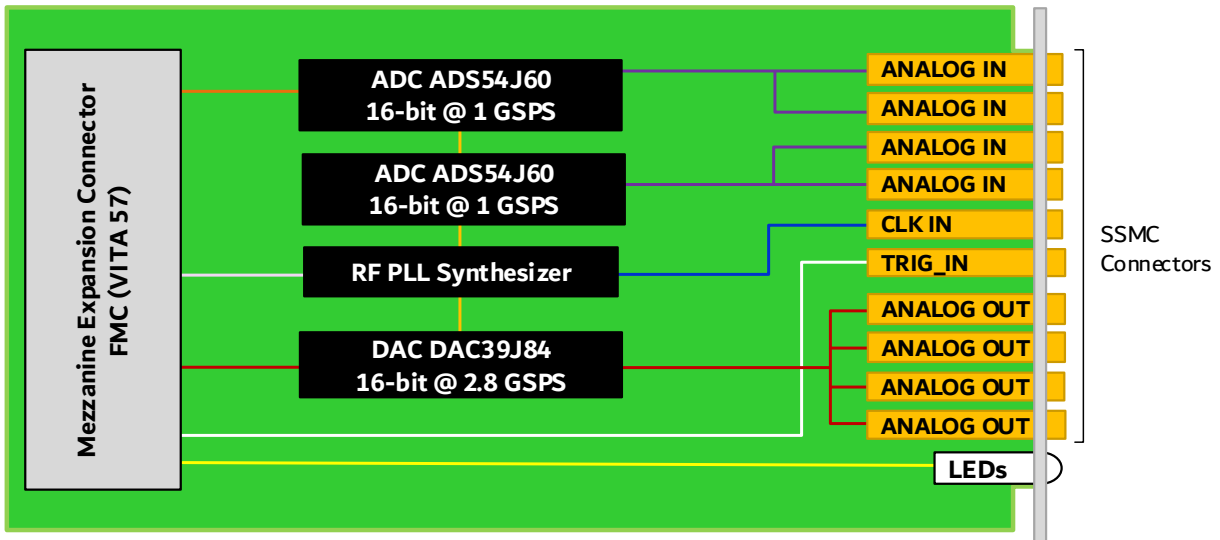 Mezzanine Expansion Connector
FMC (VITA 57)
ADC ADS54J60
16-bit @ 1 GSPS
ADC ADS54J60
16-bit @ 1 GSPS
RF PLL Synthesizer
DAC DAC39J84
16-bit @ 2.8 GSPS
ANALOG IN
ANALOG IN
ANALOG IN
ANALOG IN
CLK IN
TRIG_IN
ANALOG OUT
ANALOG OUT
ANALOG OUT
ANALOG OUT
LEDs
SSMC
Connectors